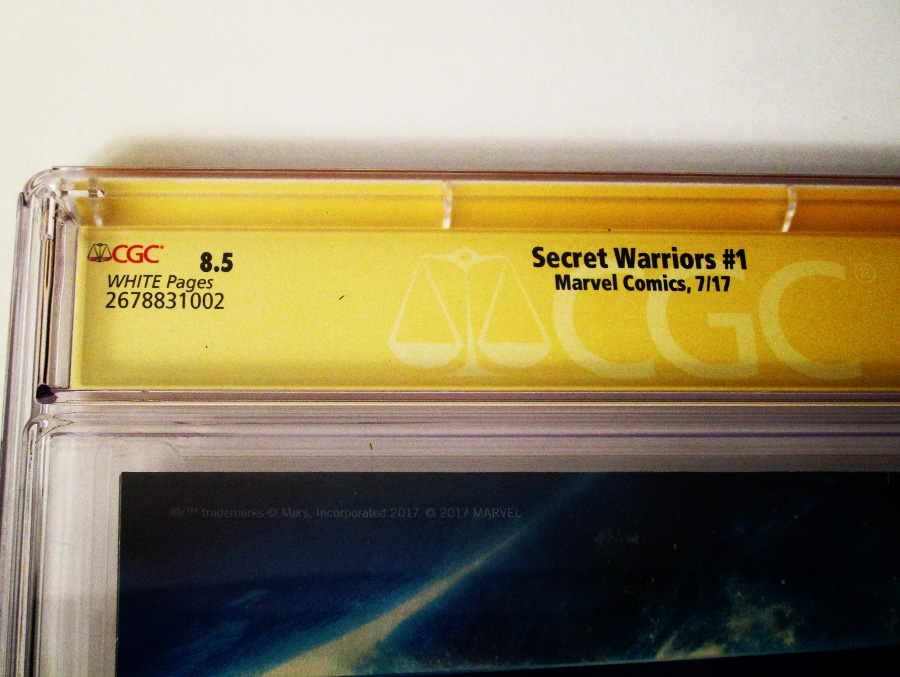 CGC® 8.5
WHITE Pages
2678831002
Secret Warriors #1
Marvel Comics, 7/17
CGC®
®/™ trademarks © Mars, Incorporated 2017. © 2017 MARVEL